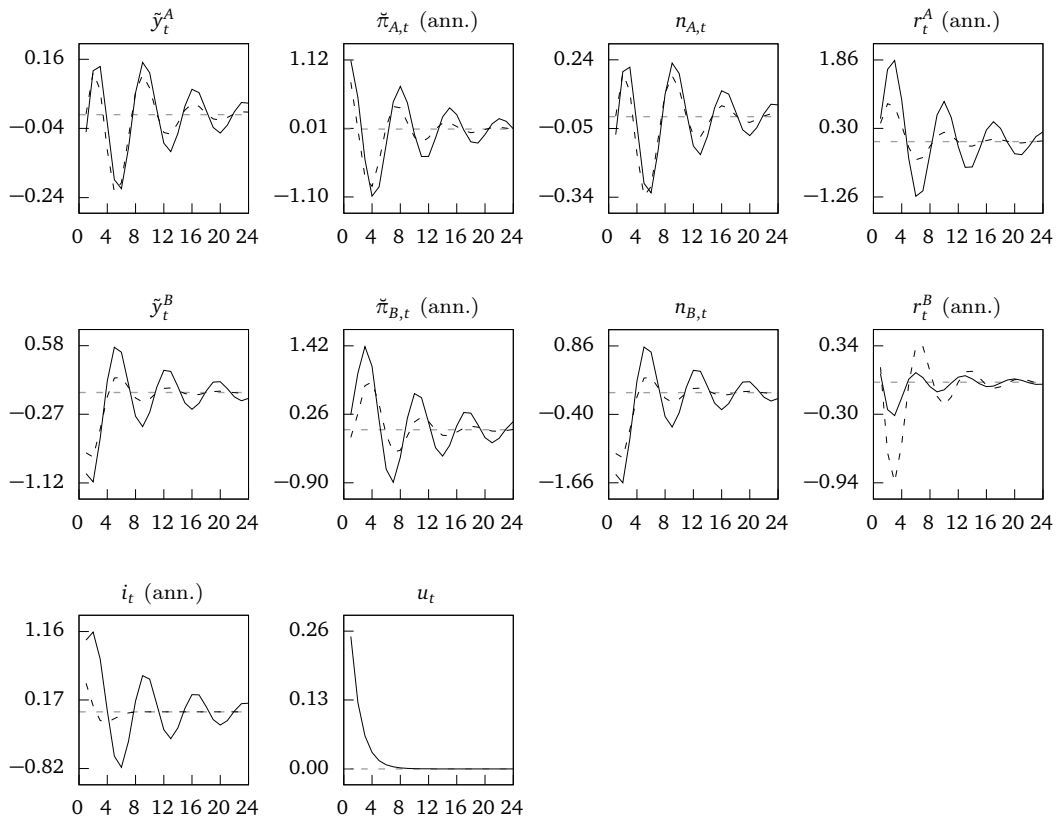 ỹ_t^A π̆_{A,t} (ann.) n_{A,t} r_t^A (ann.)
0.16 1.12 0.24 1.86
−0.04 0.01 −0.05 0.30
−0.24 −1.10 −0.34 −1.26
0 4 8 12 16 20 24 0 4 8 12 16 20 24 0 4 8 12 16 20 24 0 4 8 12 16 20 24
ỹ_t^B π̆_{B,t} (ann.) n_{B,t} r_t^B (ann.)
0.58 1.42 0.86 0.34
−0.27 0.26 −0.40 −0.30
−1.12 −0.90 −1.66 −0.94
0 4 8 12 16 20 24 0 4 8 12 16 20 24 0 4 8 12 16 20 24 0 4 8 12 16 20 24
i_t (ann.) u_t
1.16 0.26
0.17 0.13
−0.82 0.00
0 4 8 12 16 20 24 0 4 8 12 16 20 24